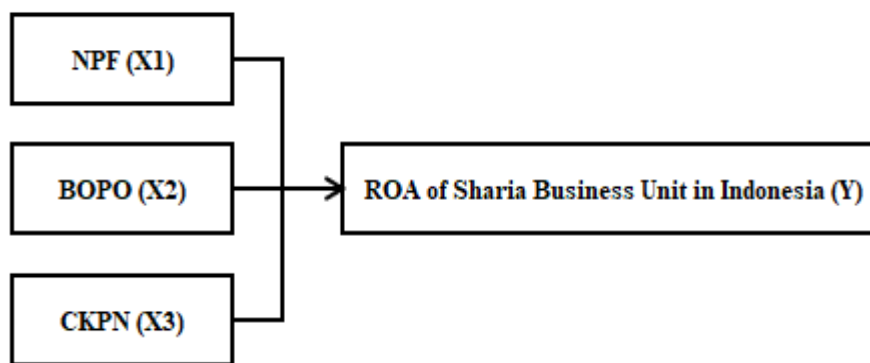 NPF (X1)
BOPO (X2)
ROA of Sharia Business Unit in Indonesia (Y)
CKPN (X3)